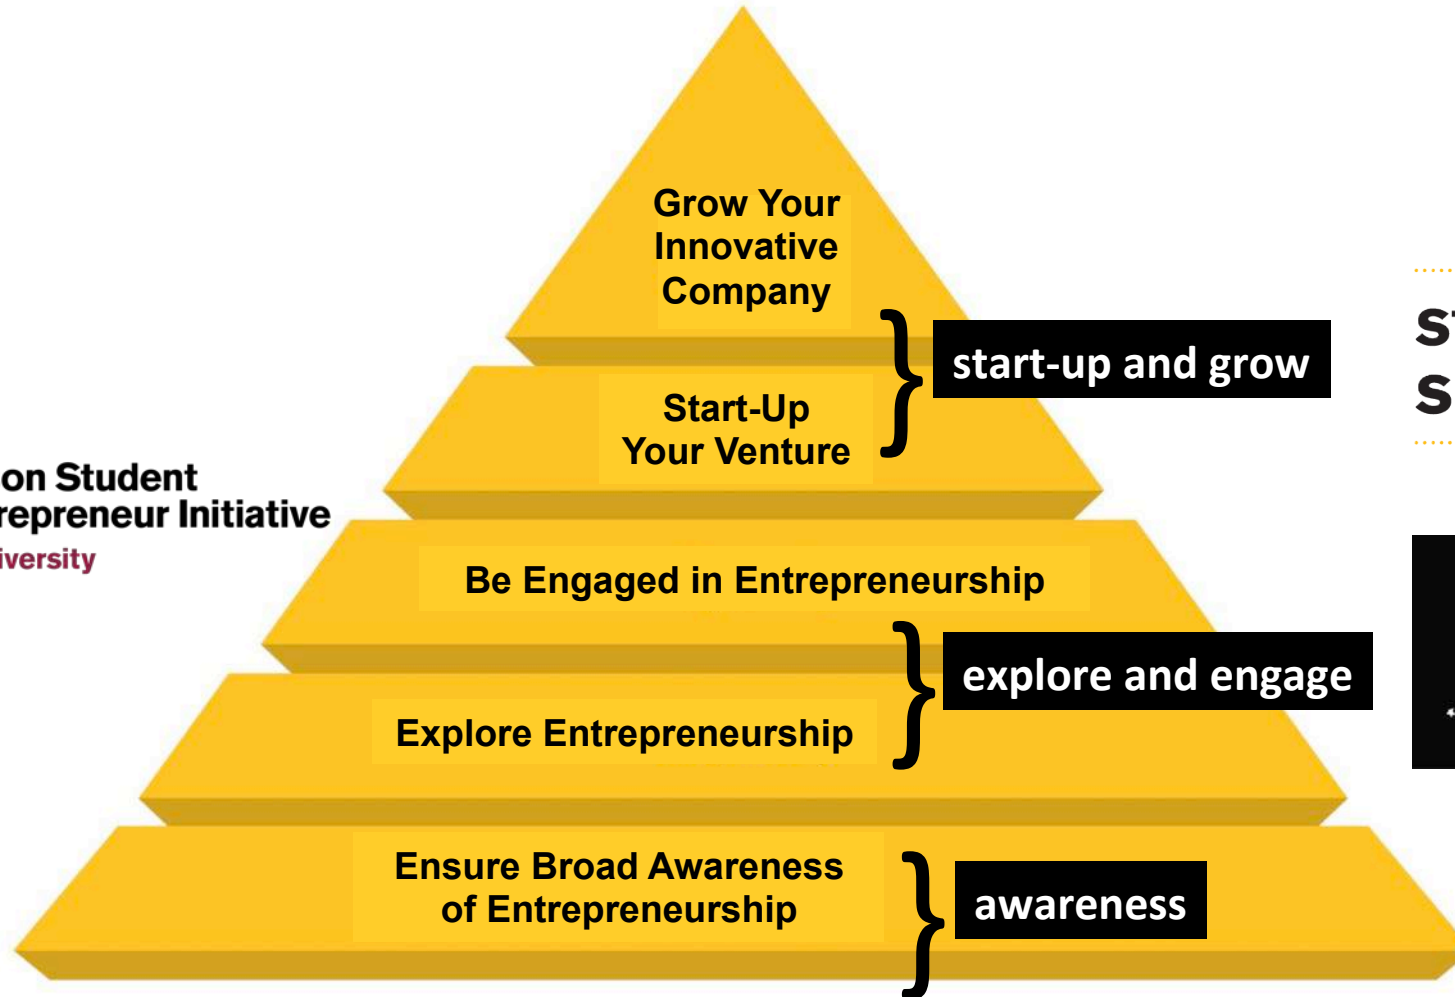 Grow Your
Innovative
Company
start-up and grow
Start-Up
Your Venture
on Student
repreneur Initiative
iversity
Be Engaged in Entrepreneurship
explore and engage
Explore Entrepreneurship
Ensure Broad Awareness
of Entrepreneurship
awareness